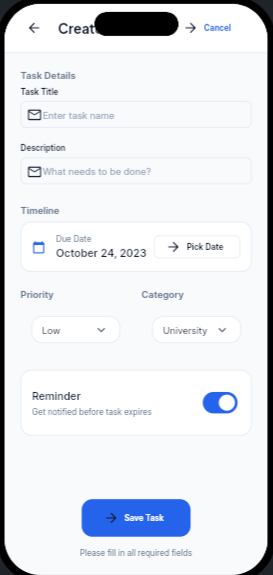 Cancel
Task Details
Task Title
Enter task name
Description
What needs to be done?
Timeline
Due Date
October 24, 2023
Pick Date
Priority
Category
Low
University
Reminder
Get notified before task expires
Save Task
Please fill in all required fields